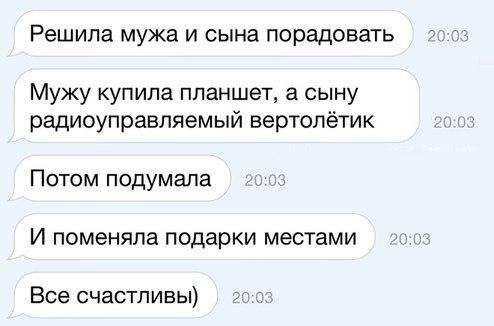 Решила мужа и сына порадовать 20:03
Мужу купила планшет, а сыну
радиоуправляемый вертолётик 20:03
Потом подумала 20:03
И поменяла подарки местами 20:03
Все счастливы) 20:03